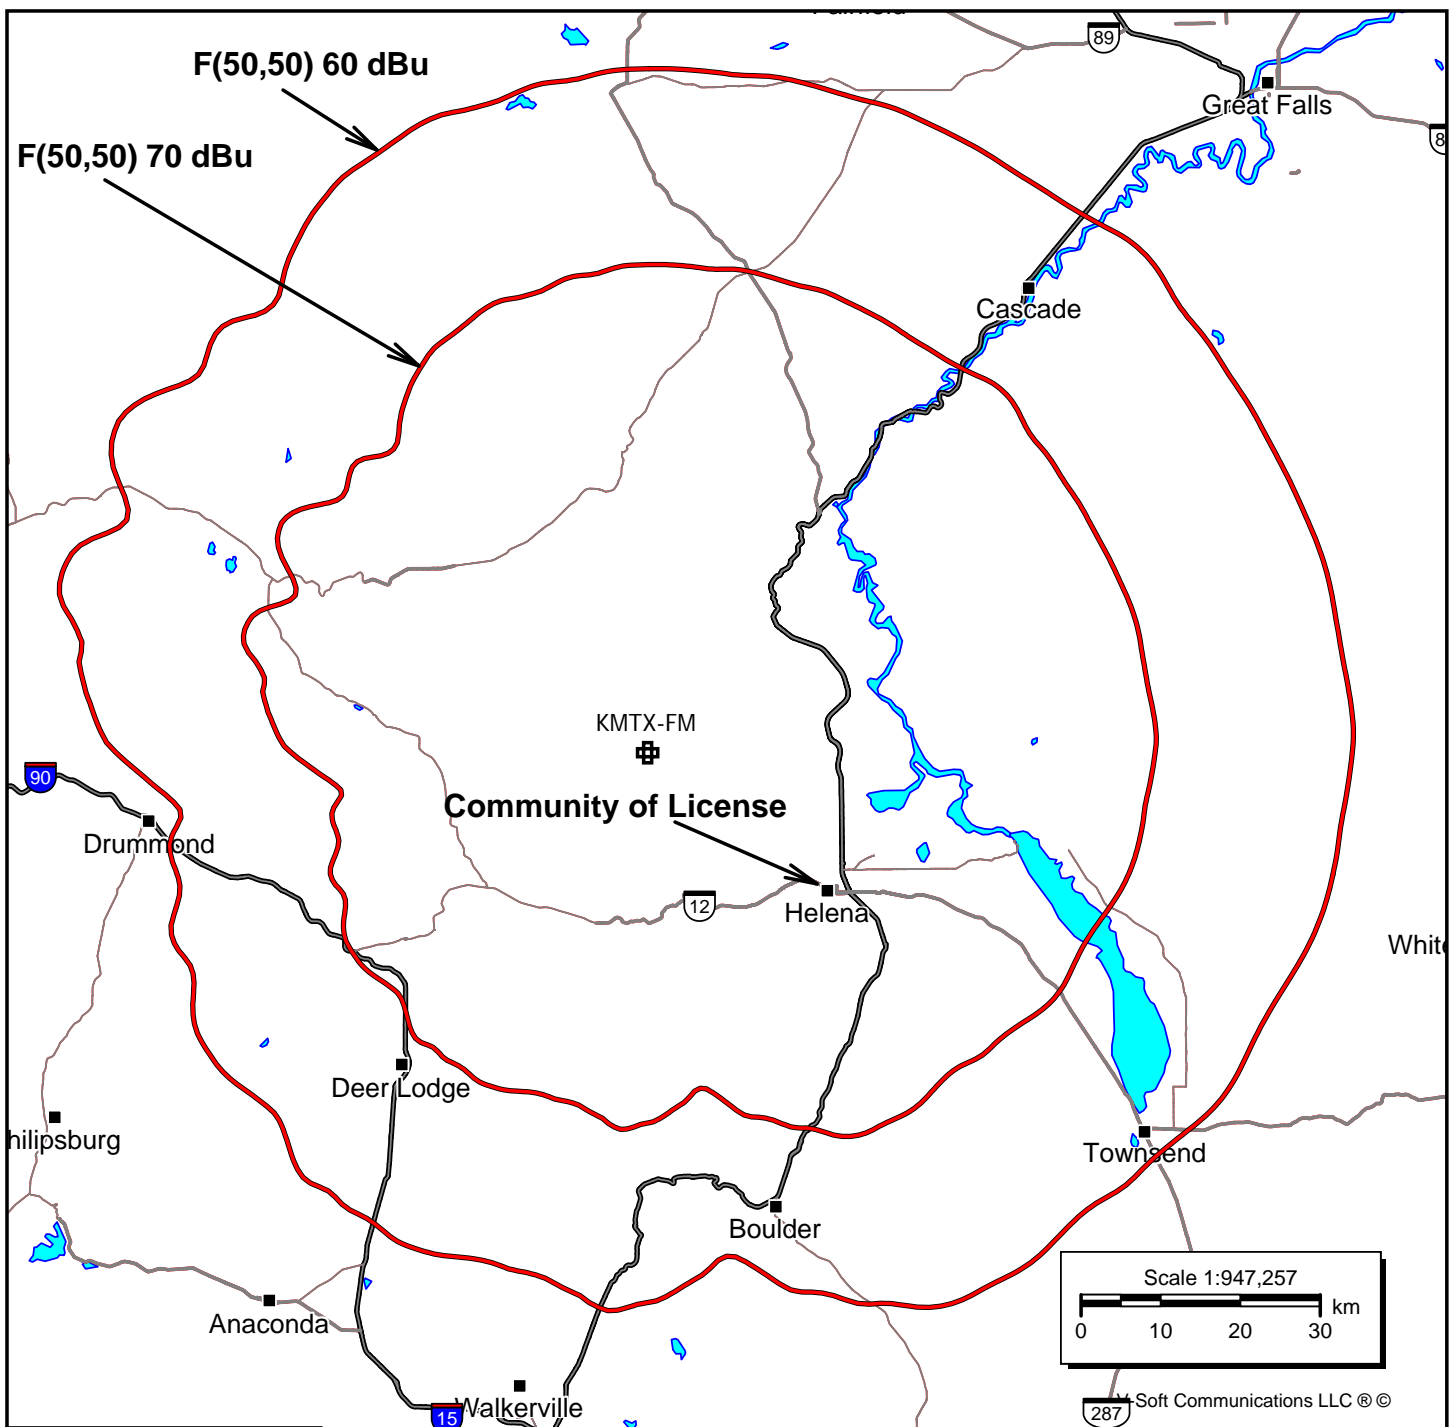 89
F(50,50) 60 dBu
Great Falls
F(50,50) 70 dBu
Cascade
KMTX-FM
90
Community of License
Drummond
12
Helena
Deer Lodge
hilipsburg
Townsend
Boulder
Scale 1:947,257
km
0 10 20 30
Anaconda
Walkerville
15
-Soft Communications LLC ® ©
287